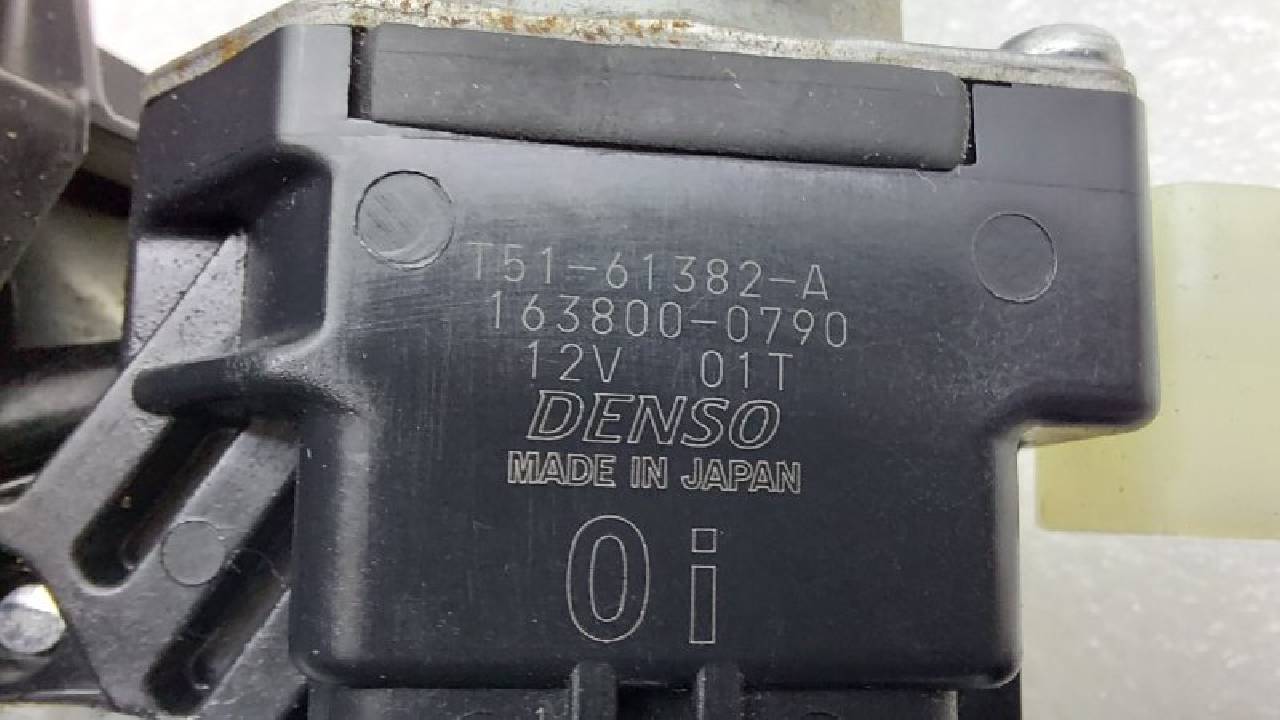 T51-61382-A
163800-0790
12V 01T
DENSO
MADE IN JAPAN
0i